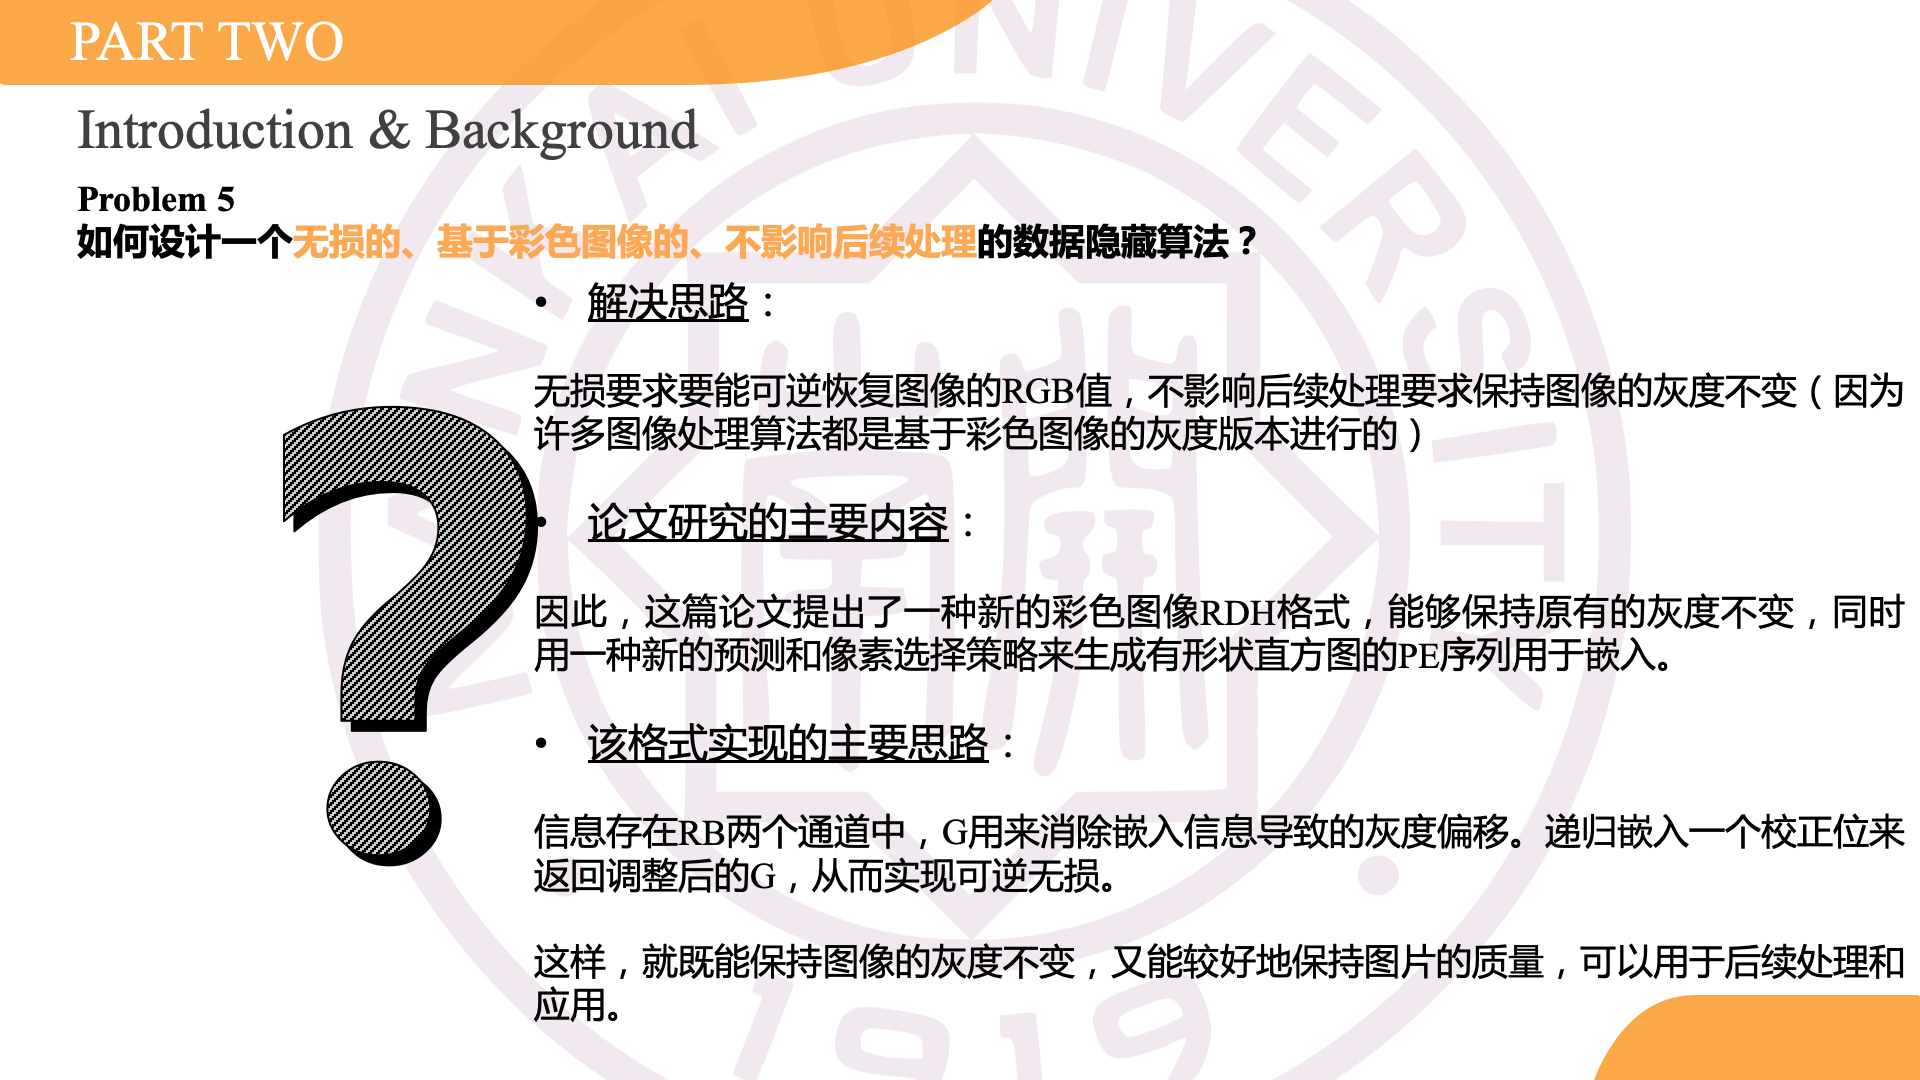 PART TWO
Introduction & Background
Problem 5
如何设计一个无损的、基于彩色图像的、不影响后续处理的数据隐藏算法？
• 解决思路：
无损要求要能可逆恢复图像的RGB值，不影响后续处理要求保持图像的灰度不变（因为
许多图像处理算法都是基于彩色图像的灰度版本进行的）
• 论文研究的主要内容：
因此，这篇论文提出了一种新的彩色图像RDH格式，能够保持原有的灰度不变，同时
用一种新的预测和像素选择策略来生成有形状直方图的PE序列用于嵌入。
• 该格式实现的主要思路：
信息存在RB两个通道中，G用来消除嵌入信息导致的灰度偏移。递归嵌入一个校正位来
返回调整后的G，从而实现可逆无损。
这样，就既能保持图像的灰度不变，又能较好地保持图片的质量，可以用于后续处理和
应用。
?
NANKAI UNIVERSITY
南開
1919